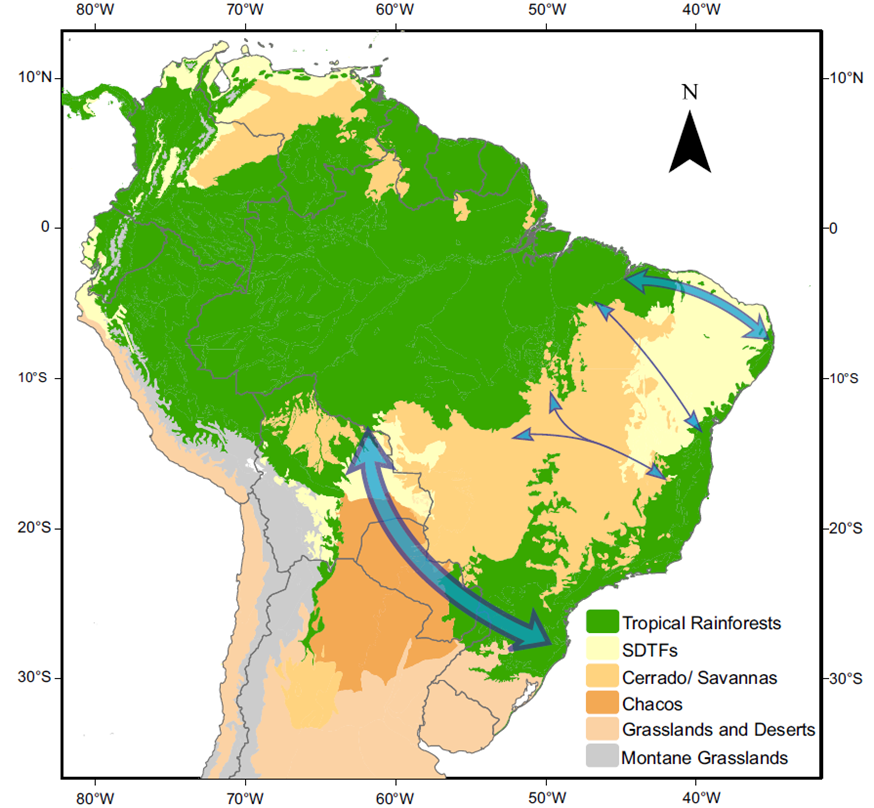 80°W 70°W 60°W 50°W 40°W
10°N 10°N
N
0 0
10°S 10°S
20°S 20°S
Tropical Rainforests
SDTFs
Cerrado/ Savannas
30°S 30°S
Chacos
Grasslands and Deserts
Montane Grasslands
80°W 70°W 60°W 50°W 40°W